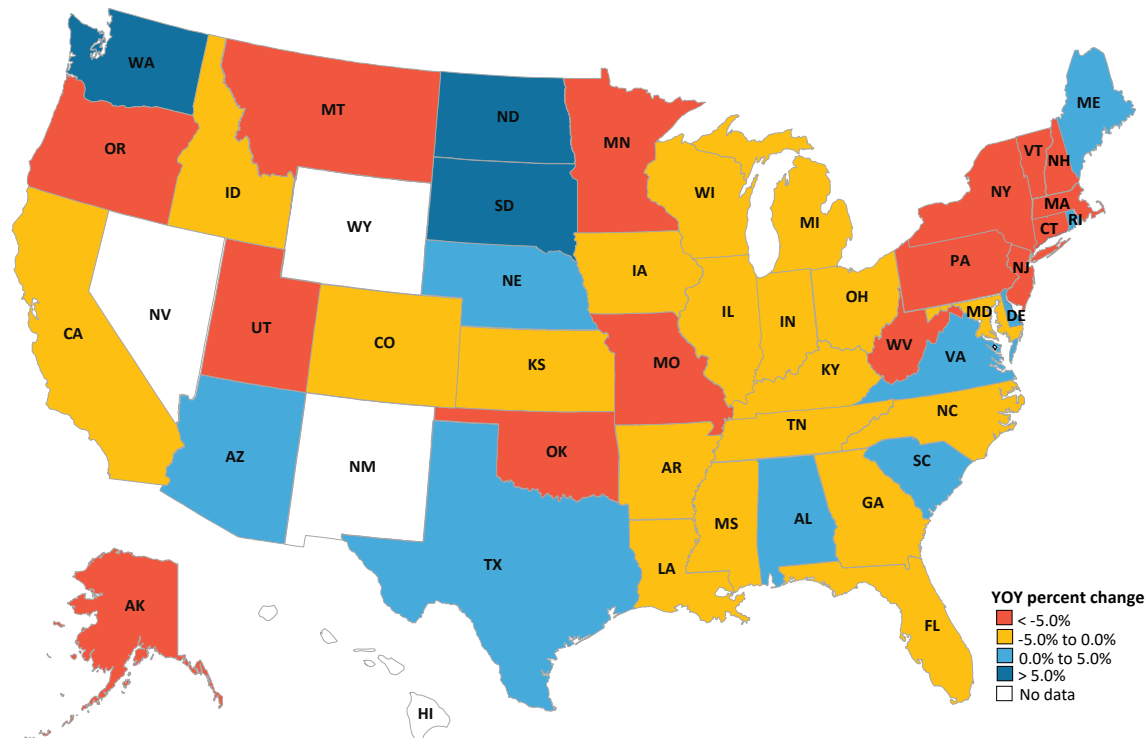 WA
ME
MT
ND
MN
OR
VT
NH
ID
WI
NY
SD
MA
RI
WY
MI
CT
IA
PA
NJ
NE
OH
MD
DE
NV
IL
IN
UT
CA
CO
WV
VA
KS
MO
KY
NC
TN
AZ
OK
SC
NM
AR
GA
MS
AL
TX
LA
AK
FL
HI
YOY percent change
< -5.0%
-5.0% to 0.0%
0.0% to 5.0%
> 5.0%
No data